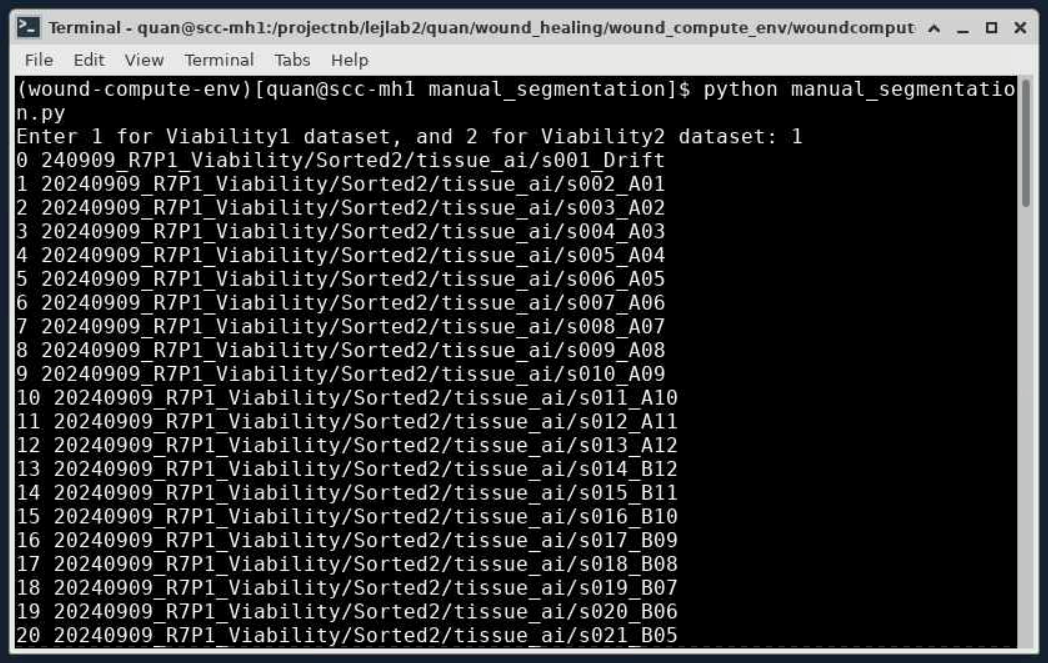 Terminal - quan@scc-mh1:/projectnb/lejlab2/quan/wound_healing/wound_compute_env/woundcomput
File Edit View Terminal Tabs Help
(wound-compute-env)[quan@scc-mh1 manual_segmentation]$ python manual_segmentatio
n.py
Enter 1 for Viability1 dataset, and 2 for Viability2 dataset: 1
0 240909_R7P1_Viability/Sorted2/tissue_ai/s001_Drift
1 20240909_R7P1_Viability/Sorted2/tissue_ai/s002_A01
2 20240909_R7P1_Viability/Sorted2/tissue_ai/s003_A02
3 20240909_R7P1_Viability/Sorted2/tissue_ai/s004_A03
4 20240909_R7P1_Viability/Sorted2/tissue_ai/s005_A04
5 20240909_R7P1_Viability/Sorted2/tissue_ai/s006_A05
6 20240909_R7P1_Viability/Sorted2/tissue_ai/s007_A06
7 20240909_R7P1_Viability/Sorted2/tissue_ai/s008_A07
8 20240909_R7P1_Viability/Sorted2/tissue_ai/s009_A08
9 20240909_R7P1_Viability/Sorted2/tissue_ai/s010_A09
10 20240909_R7P1_Viability/Sorted2/tissue_ai/s011_A10
11 20240909_R7P1_Viability/Sorted2/tissue_ai/s012_A11
12 20240909_R7P1_Viability/Sorted2/tissue_ai/s013_A12
13 20240909_R7P1_Viability/Sorted2/tissue_ai/s014_B12
14 20240909_R7P1_Viability/Sorted2/tissue_ai/s015_B11
15 20240909_R7P1_Viability/Sorted2/tissue_ai/s016_B10
16 20240909_R7P1_Viability/Sorted2/tissue_ai/s017_B09
17 20240909_R7P1_Viability/Sorted2/tissue_ai/s018_B08
18 20240909_R7P1_Viability/Sorted2/tissue_ai/s019_B07
19 20240909_R7P1_Viability/Sorted2/tissue_ai/s020_B06
20 20240909_R7P1_Viability/Sorted2/tissue_ai/s021_B05